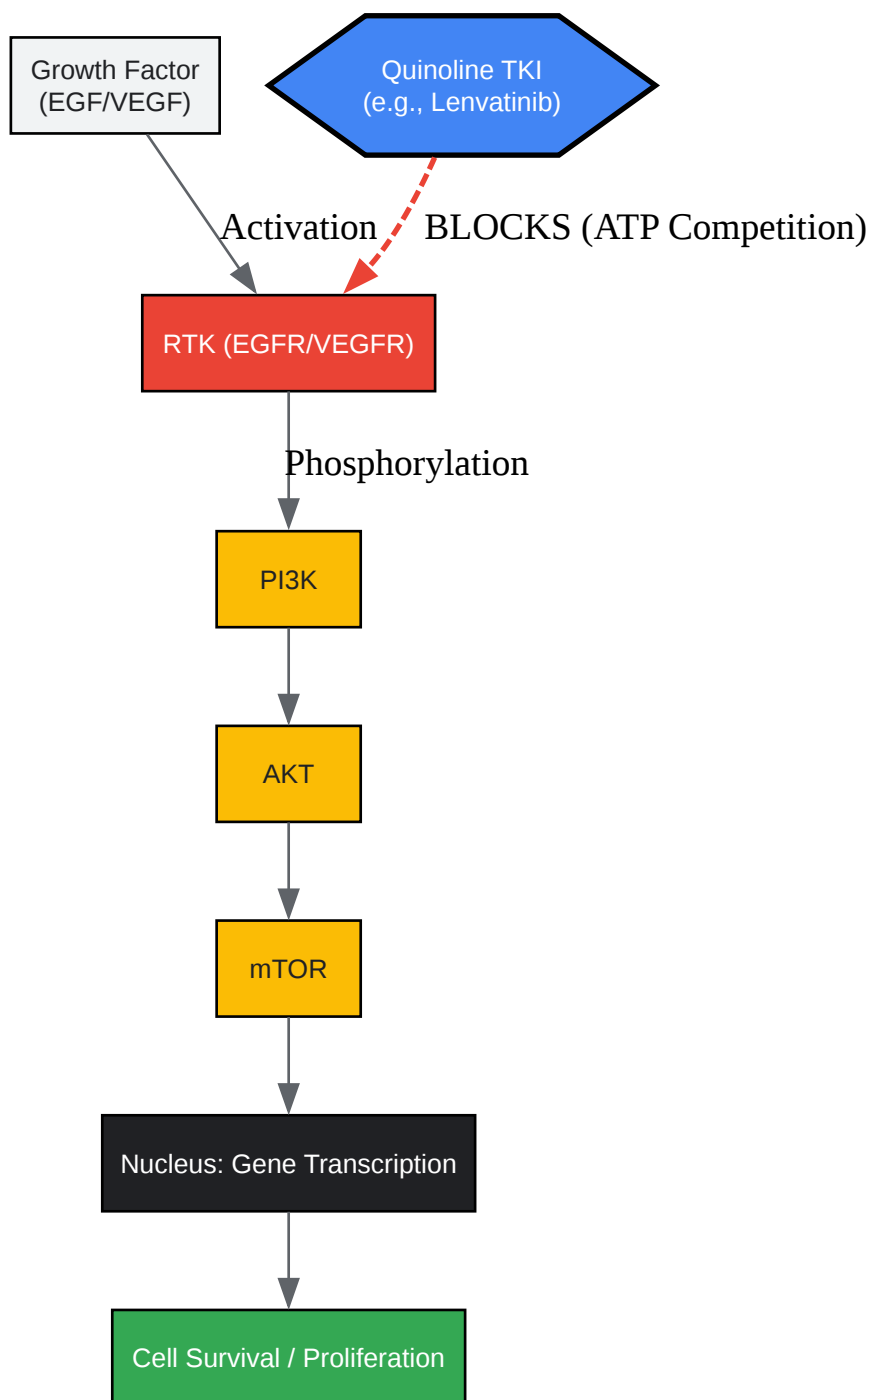 Growth Factor
(EGF/VEGF)
Quinoline TKI
(e.g., Lenvatinib)
Activation
BLOCKS (ATP Competition)
RTK (EGFR/VEGFR)
Phosphorylation
PI3K
AKT
mTOR
Nucleus: Gene Transcription
Cell Survival / Proliferation